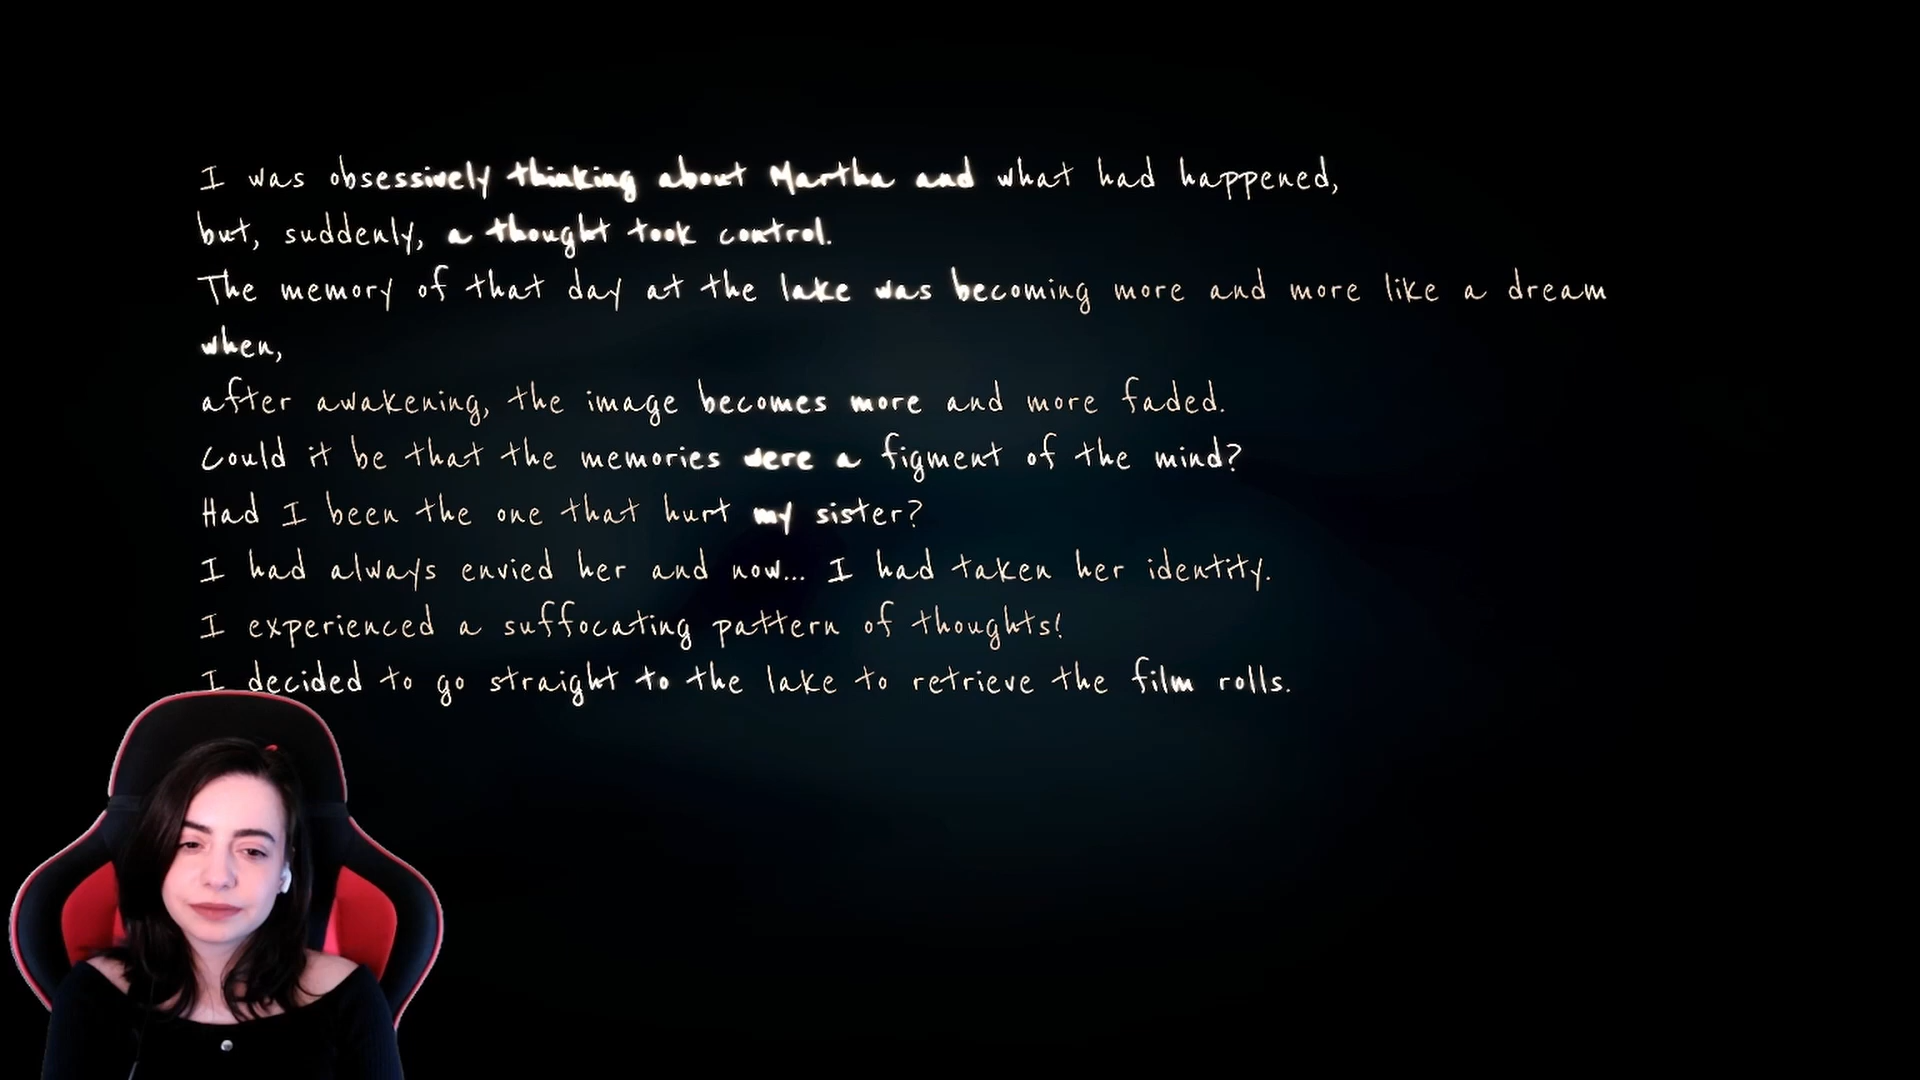 I was obsessively thinking about Martha and what had happened,
but, suddenly, a thought took control.
The memory of that day at the lake was becoming more and more like a dream
when,
after awakening, the image becomes more and more faded.
Could it be that the memories were a figment of the mind?
Had I been the one that hurt my sister?
I had always envied her and now... I had taken her identity.
I experienced a suffocating pattern of thoughts!
I decided to go straight to the lake to retrieve the film rolls.